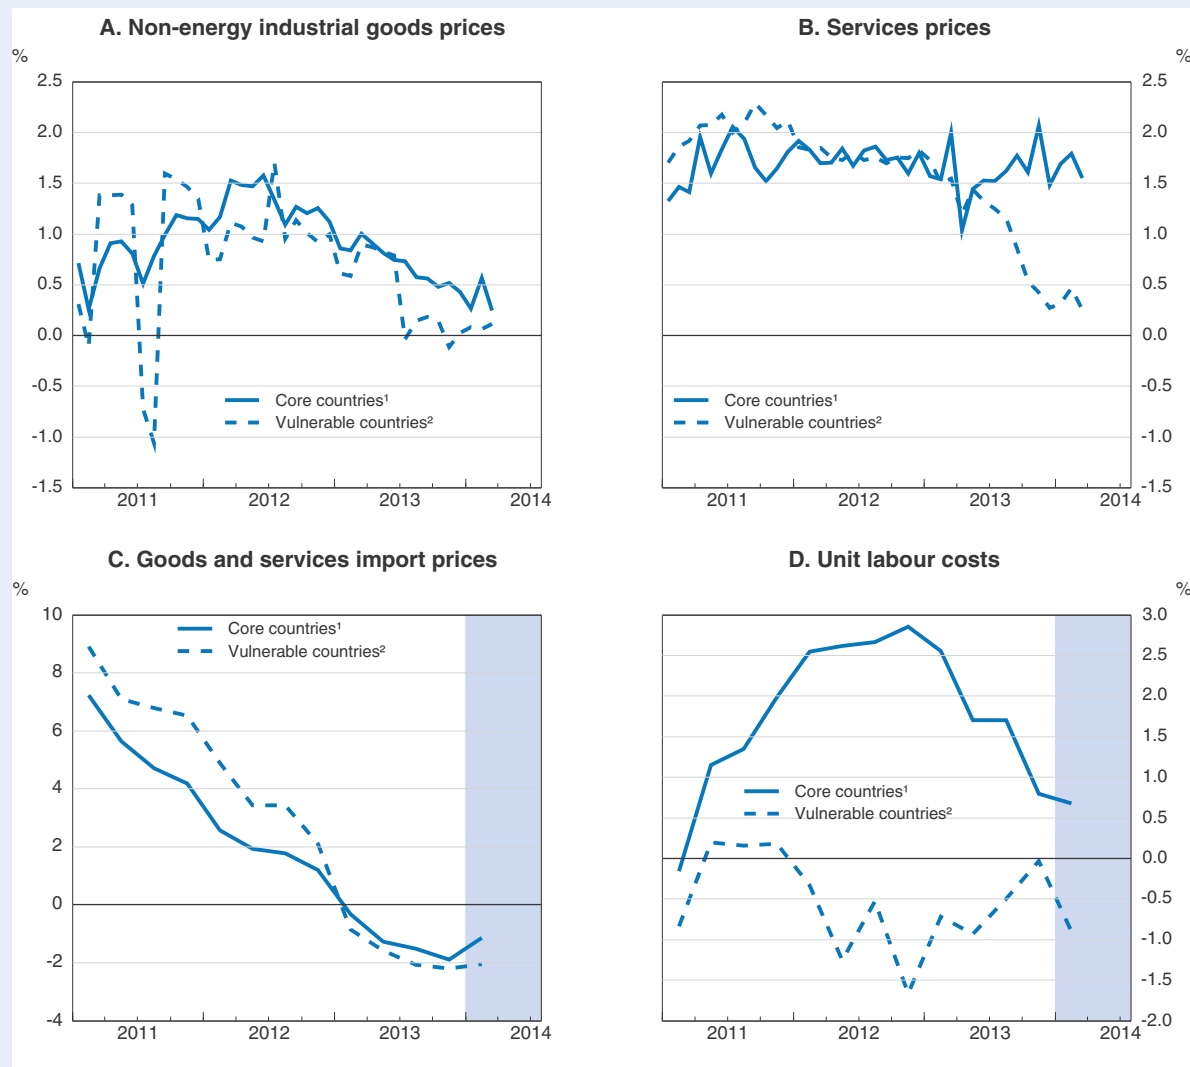 A. Non-energy industrial goods prices
%
2.5
2.0
1.5
1.0
0.5
0.0
-0.5
-1.0
-1.5
Core countries¹
Vulnerable countries²
2011 2012 2013 2014
B. Services prices
%
2.5
2.0
1.5
1.0
0.5
0.0
-0.5
-1.0
-1.5
Core countries¹
Vulnerable countries²
2011 2012 2013 2014
C. Goods and services import prices
%
10
8
6
4
2
0
-2
-4
Core countries¹
Vulnerable countries²
2011 2012 2013 2014
D. Unit labour costs
%
3.0
2.5
2.0
1.5
1.0
0.5
0.0
-0.5
-1.0
-1.5
-2.0
Core countries¹
Vulnerable countries²
2011 2012 2013 2014